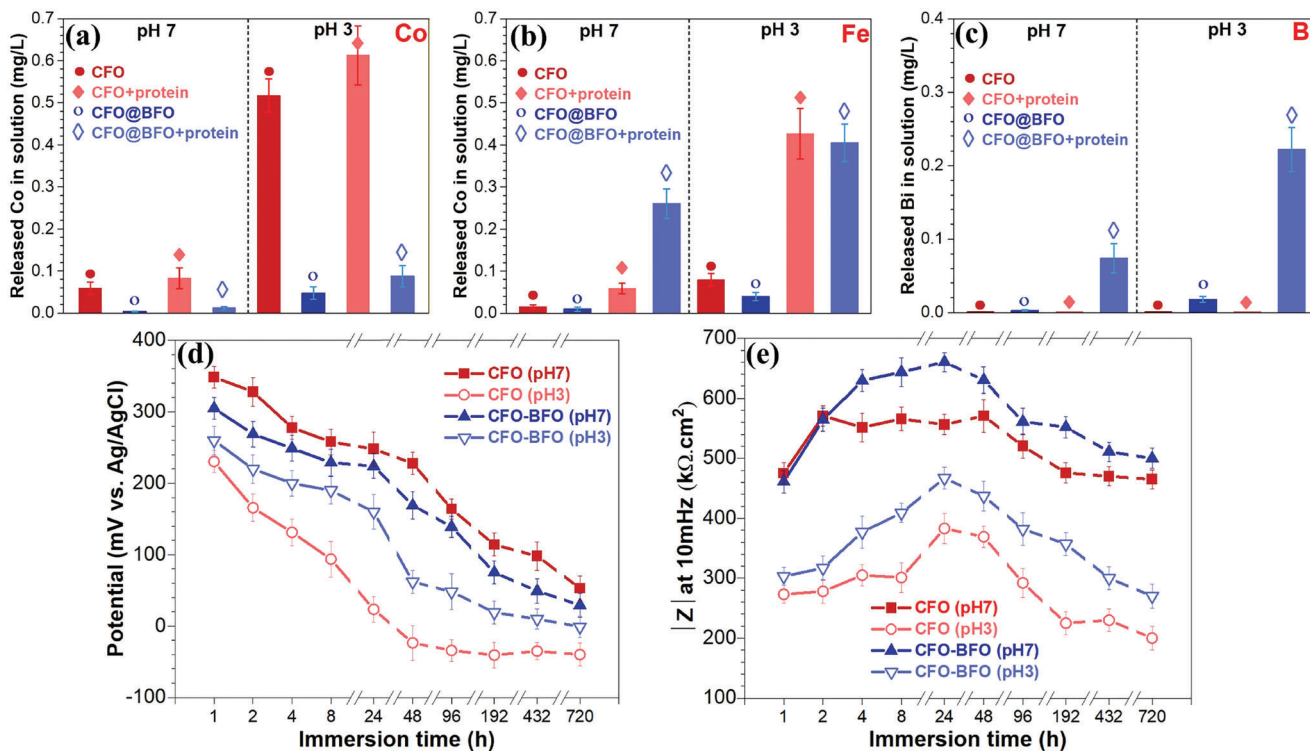 (a)
pH 7
pH 3
Co
CFO
CFO+protein
CFO@BFO
CFO@BFO+protein
Released Co in solution (mg/L)
0.7
0.6
0.5
0.4
0.3
0.2
0.1
0.0
(b)
pH 7
pH 3
Fe
CFO
CFO+protein
CFO@BFO
CFO@BFO+protein
Released Co in solution (mg/L)
0.7
0.6
0.5
0.4
0.3
0.2
0.1
0.0
(c)
pH 7
pH 3
B
CFO
CFO+protein
CFO@BFO
CFO@BFO+protein
Released Bi in solution (mg/L)
0.4
0.2
0.1
0.0
(d)
CFO (pH7)
CFO (pH3)
CFO-BFO (pH7)
CFO-BFO (pH3)
Potential (mV vs. Ag/AgCl)
400
300
200
100
0
-100
1 2 4 8 24 48 96 192 432 720
Immersion time (h)
(e)
CFO (pH7)
CFO (pH3)
CFO-BFO (pH7)
CFO-BFO (pH3)
|Z| at 10mHz (kΩ.cm²)
700
600
500
400
300
200
100
1 2 4 8 24 48 96 192 432 720
Immersion time (h)